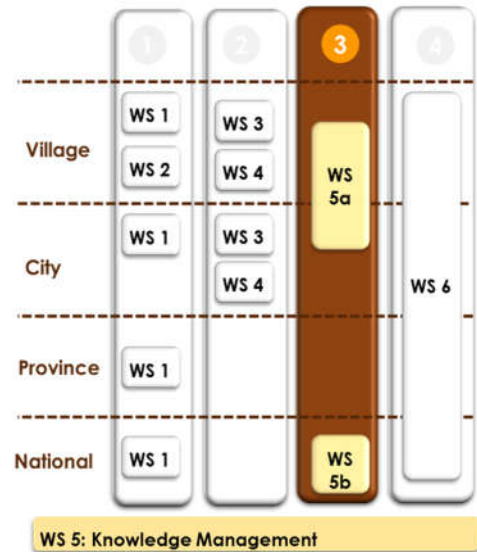 1 2 3 4
Village
WS 1
WS 2
WS 3
WS 4
WS
5a
City
WS 1
WS 3
WS 4
WS 6
Province
WS 1
National
WS 1
WS
5b
WS 5: Knowledge Management